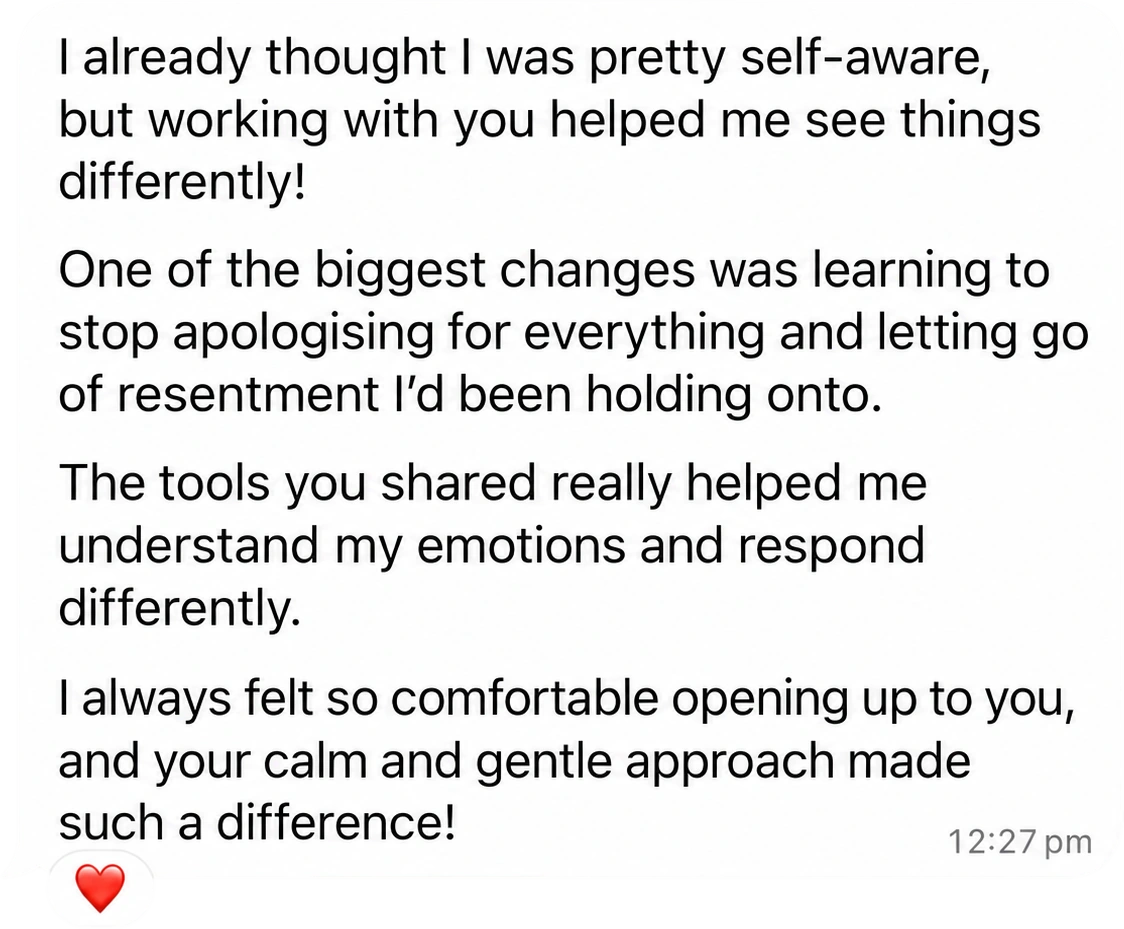 I already thought I was pretty self-aware,
but working with you helped me see things
differently!
One of the biggest changes was learning to
stop apologising for everything and letting go
of resentment I’d been holding onto.
The tools you shared really helped me
understand my emotions and respond
differently.
I always felt so comfortable opening up to you,
and your calm and gentle approach made
such a difference!
12:27 pm